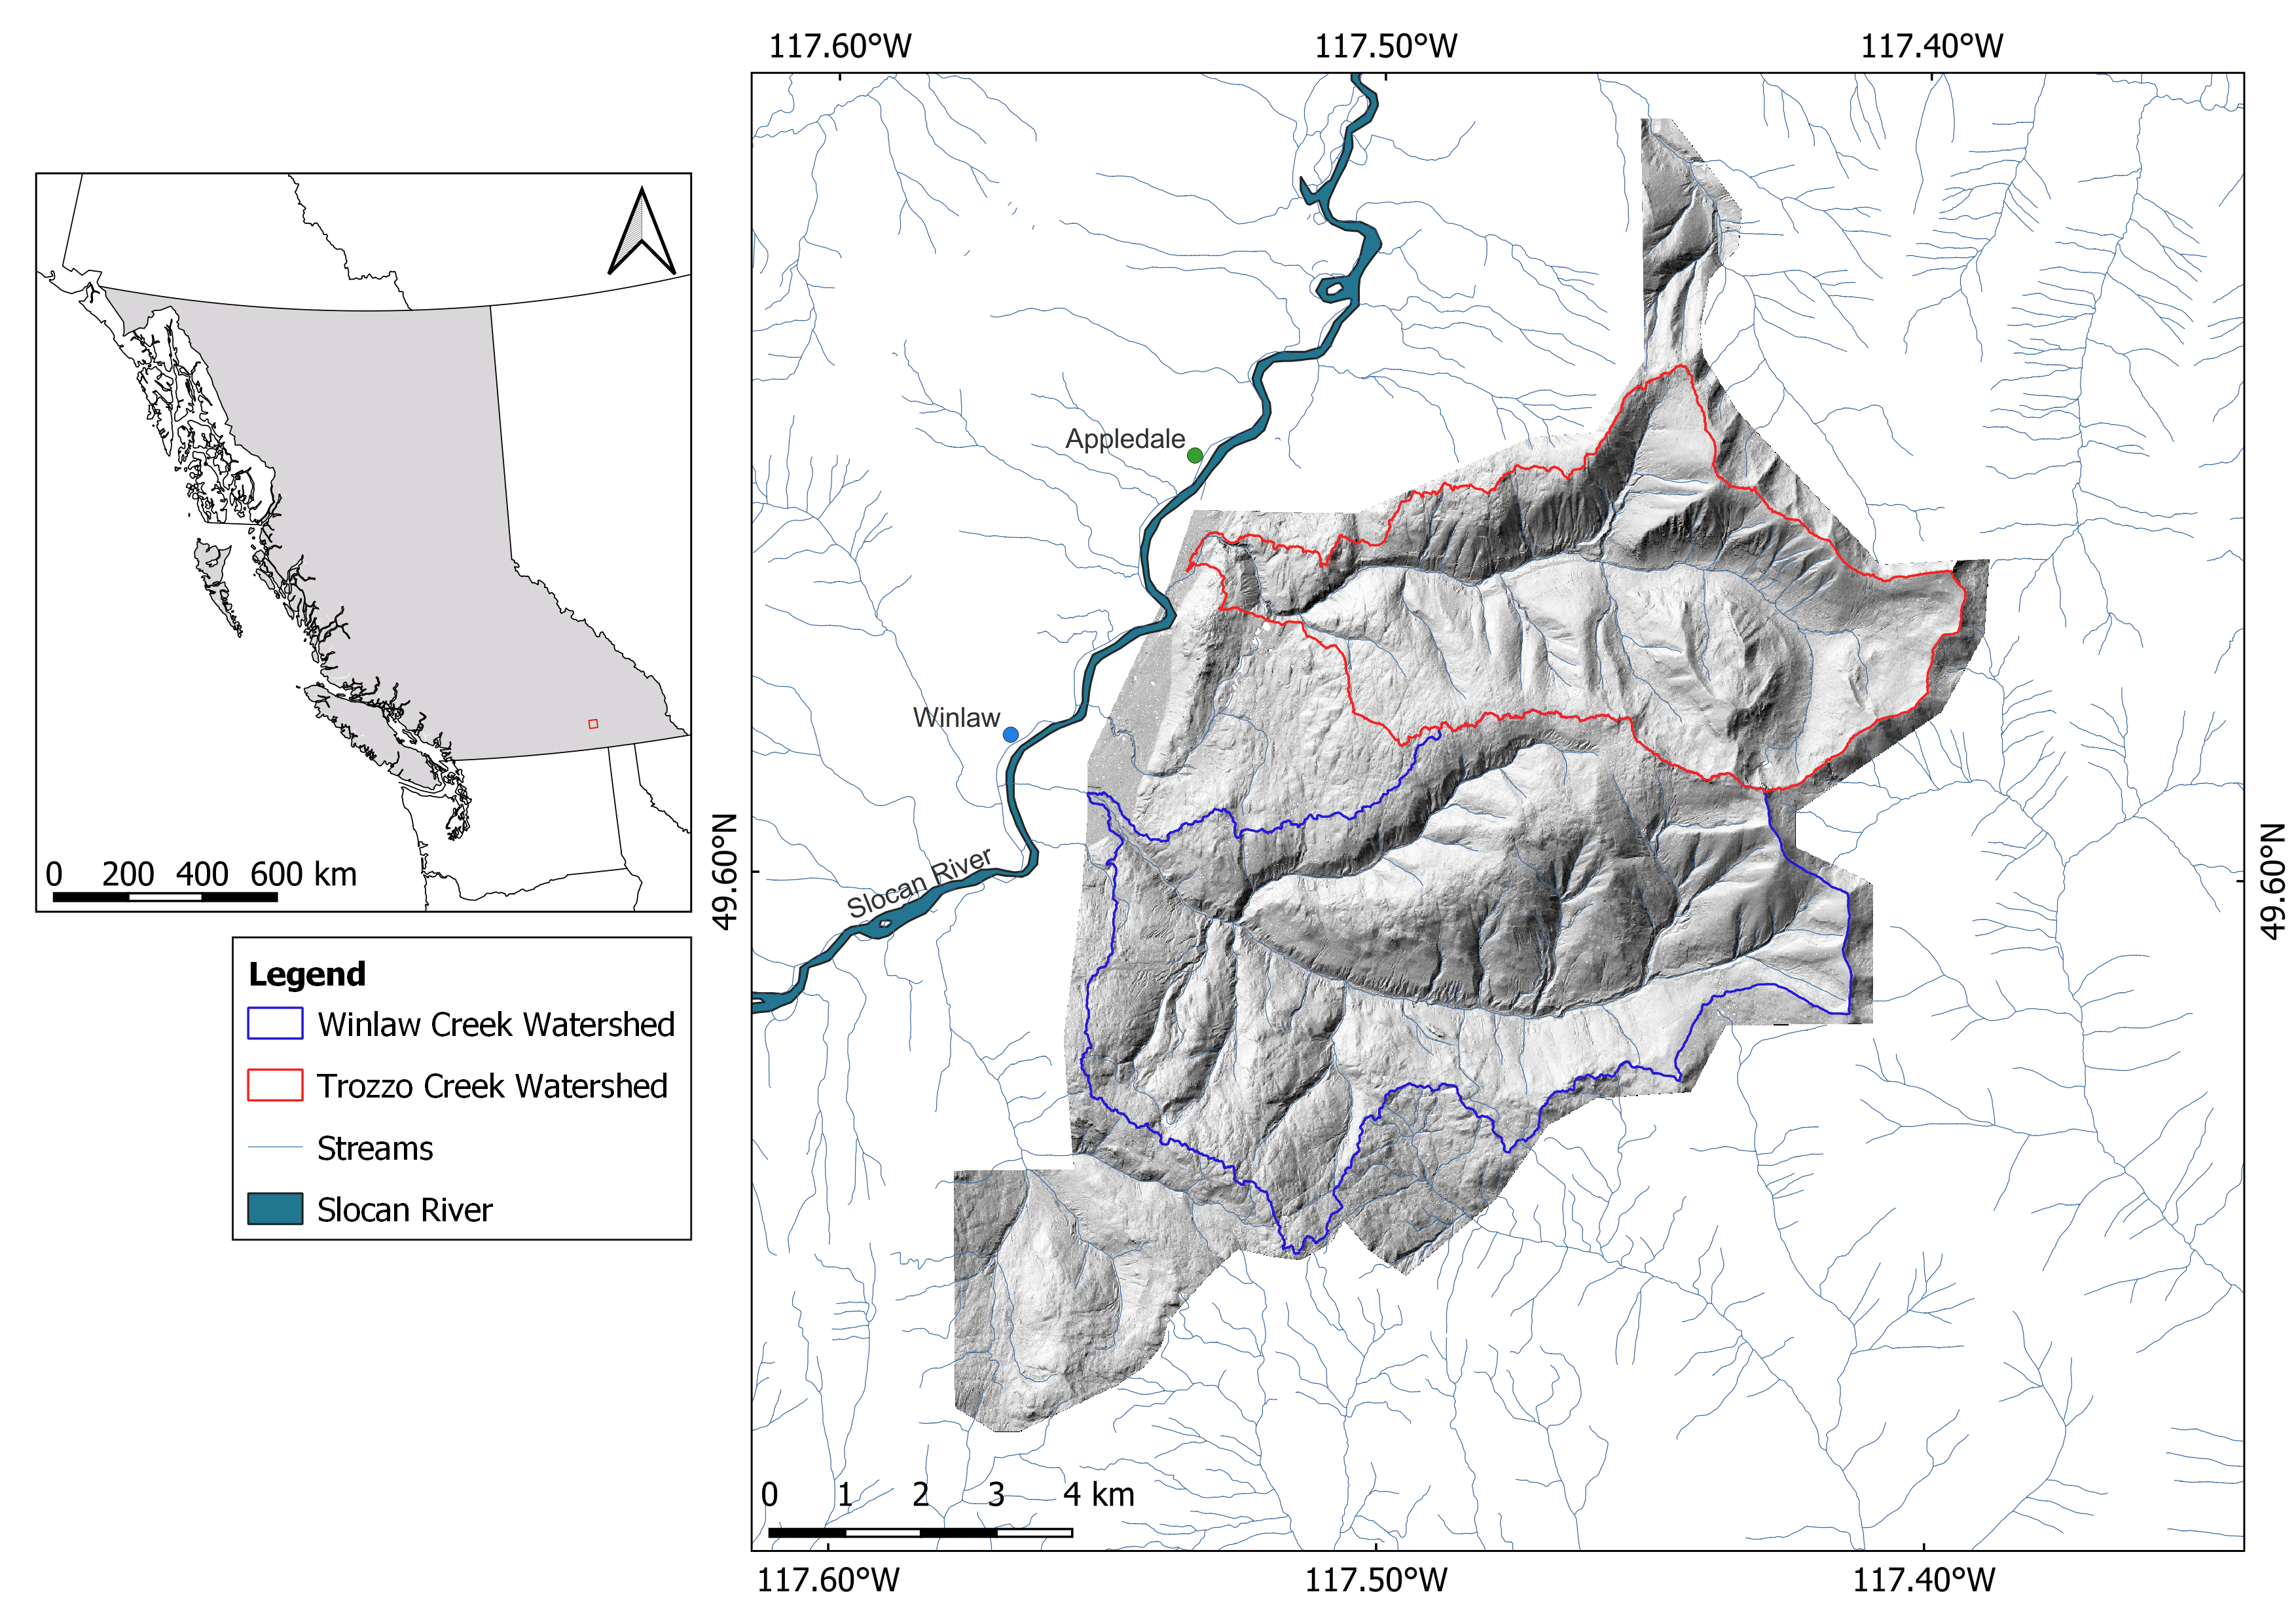 117.60°W 117.50°W 117.40°W
Appledale
Winlaw
Slocan River
49.60°N
49.60°N
0 200 400 600 km
Legend
Winlaw Creek Watershed
Trozzo Creek Watershed
Streams
Slocan River
0 1 2 3 4 km
117.60°W 117.50°W 117.40°W